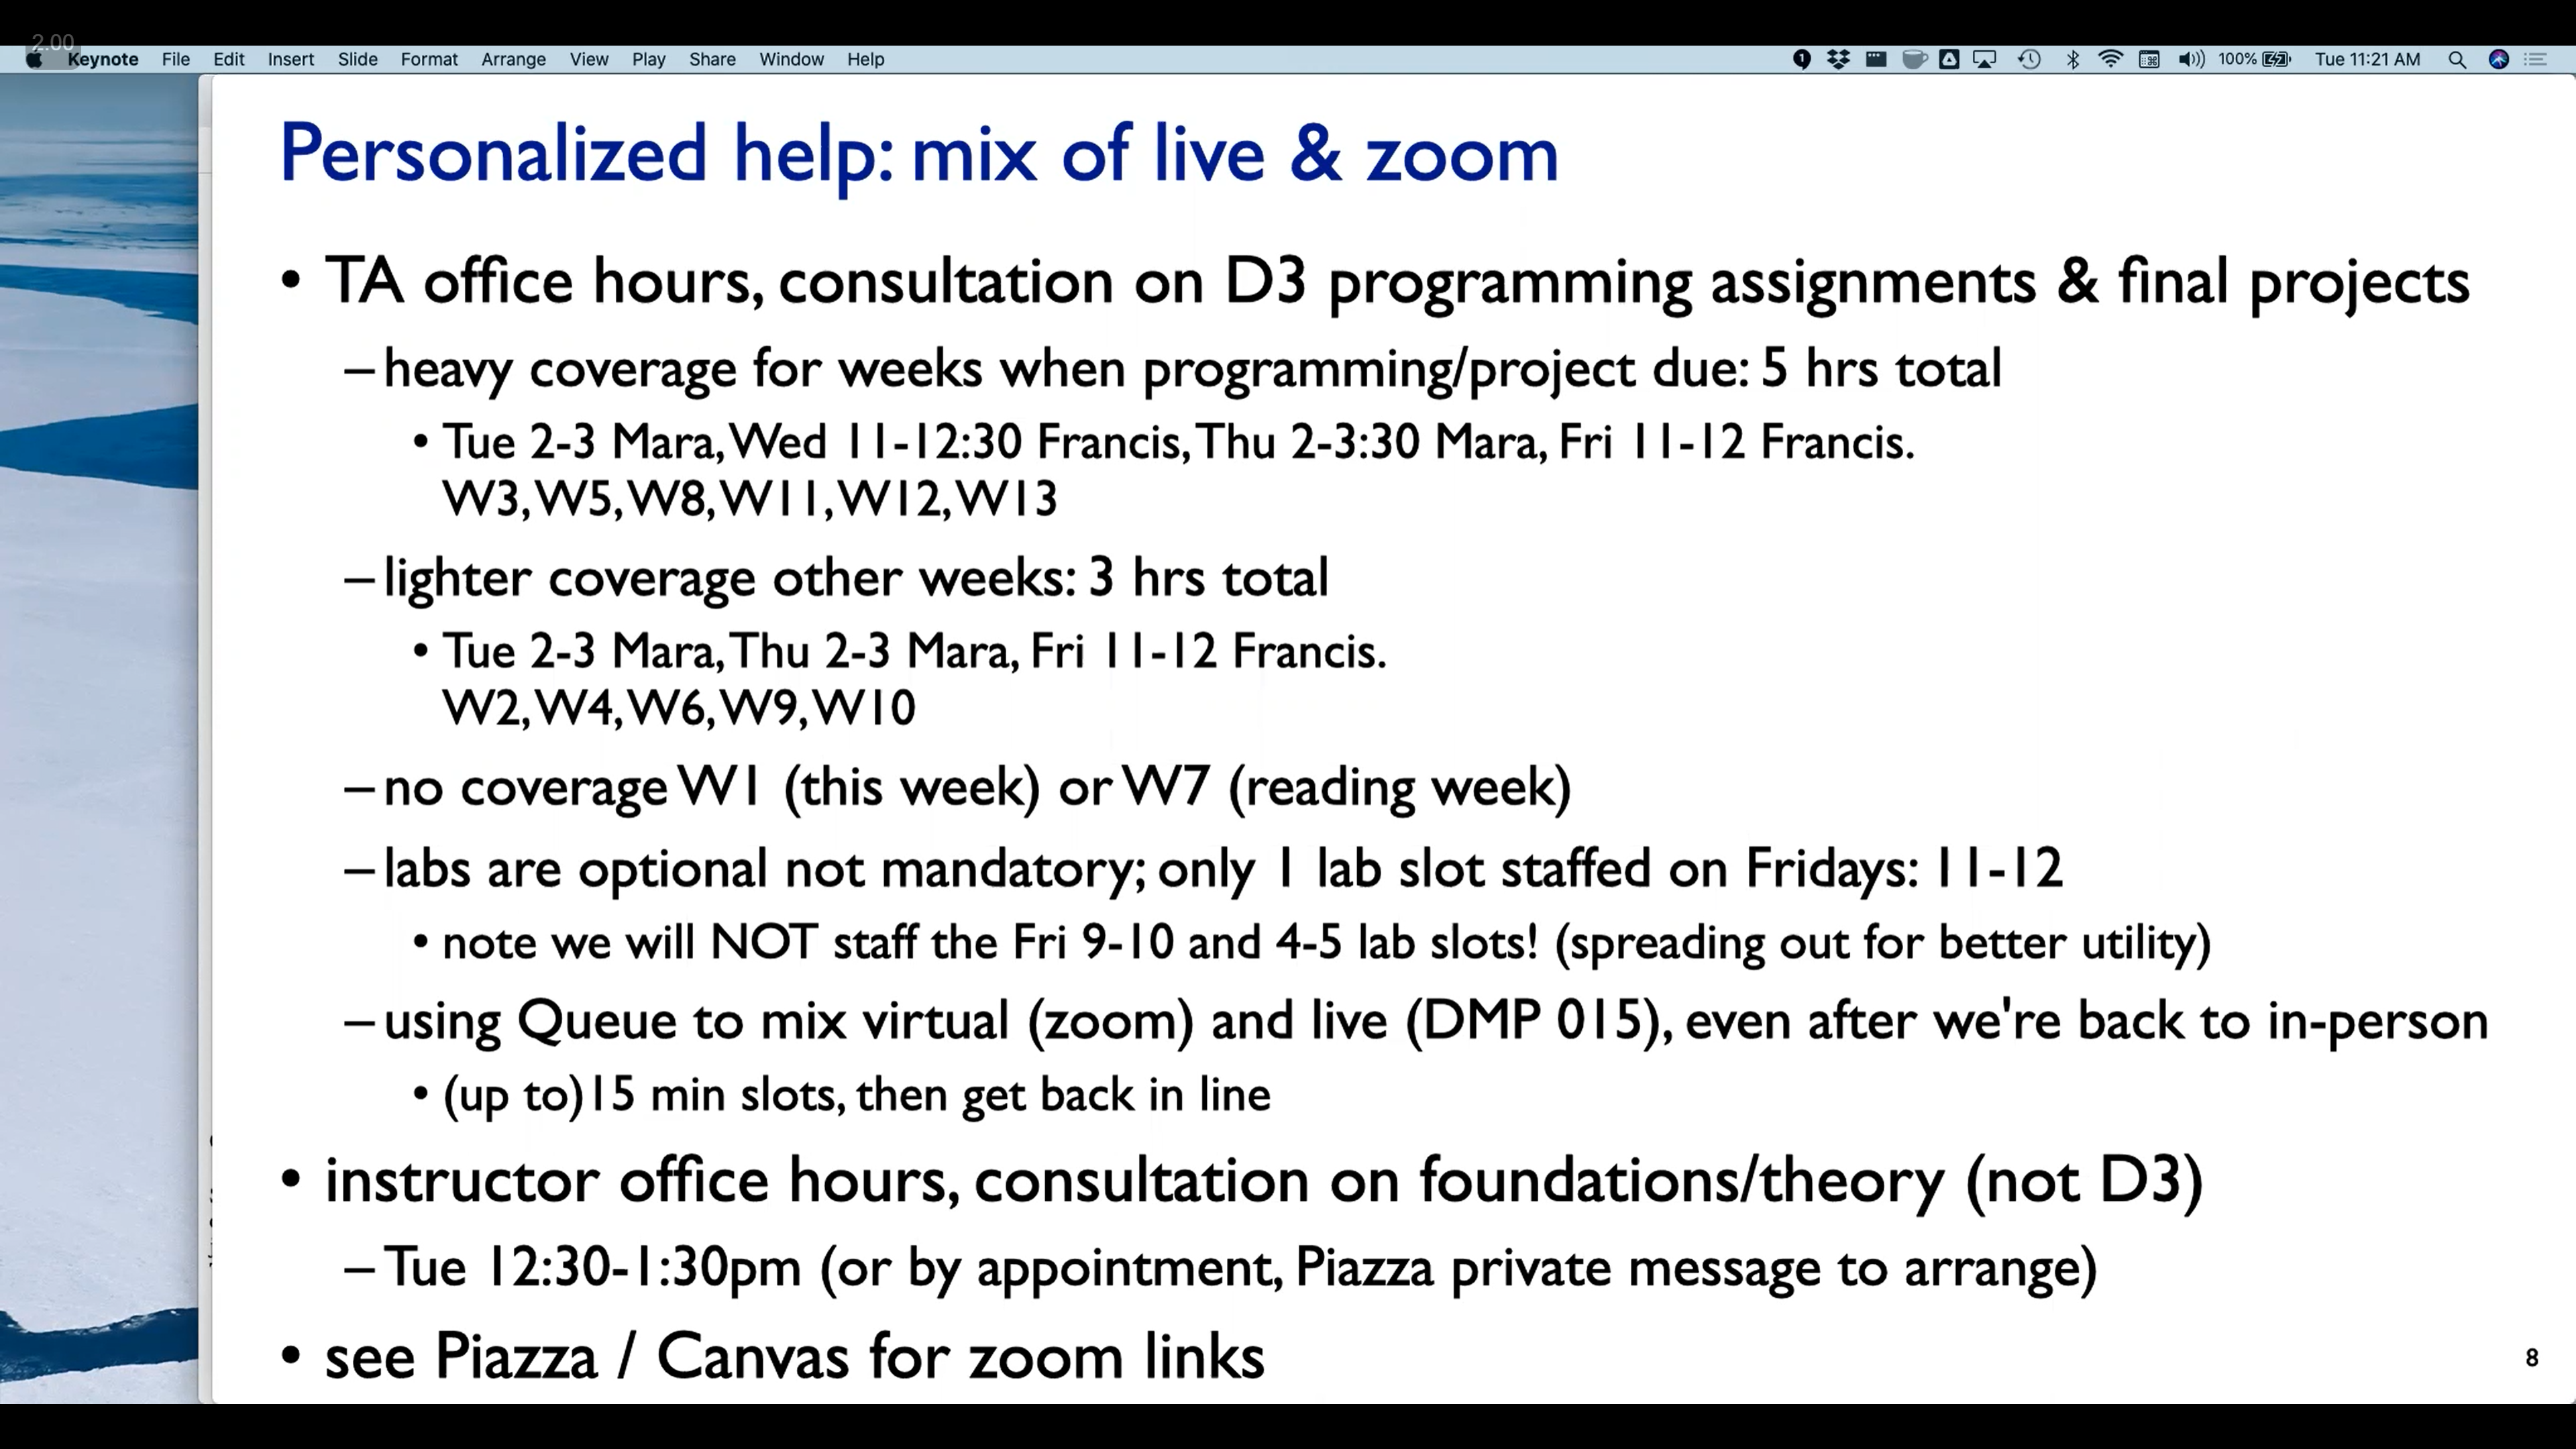 2.00
Keynote File Edit Insert Slide Format Arrange View Play Share Window Help 100% Tue 11:21 AM
Personalized help: mix of live & zoom
• TA office hours, consultation on D3 programming assignments & final projects
– heavy coverage for weeks when programming/project due: 5 hrs total
• Tue 2-3 Mara, Wed 11-12:30 Francis, Thu 2-3:30 Mara, Fri 11-12 Francis.
W3, W5, W8, W11, W12, W13
– lighter coverage other weeks: 3 hrs total
• Tue 2-3 Mara, Thu 2-3 Mara, Fri 11-12 Francis.
W2, W4, W6, W9, W10
– no coverage W1 (this week) or W7 (reading week)
– labs are optional not mandatory; only 1 lab slot staffed on Fridays: 11-12
• note we will NOT staff the Fri 9-10 and 4-5 lab slots! (spreading out for better utility)
– using Queue to mix virtual (zoom) and live (DMP 015), even after we're back to in-person
• (up to)15 min slots, then get back in line
• instructor office hours, consultation on foundations/theory (not D3)
– Tue 12:30-1:30pm (or by appointment, Piazza private message to arrange)
• see Piazza / Canvas for zoom links
8